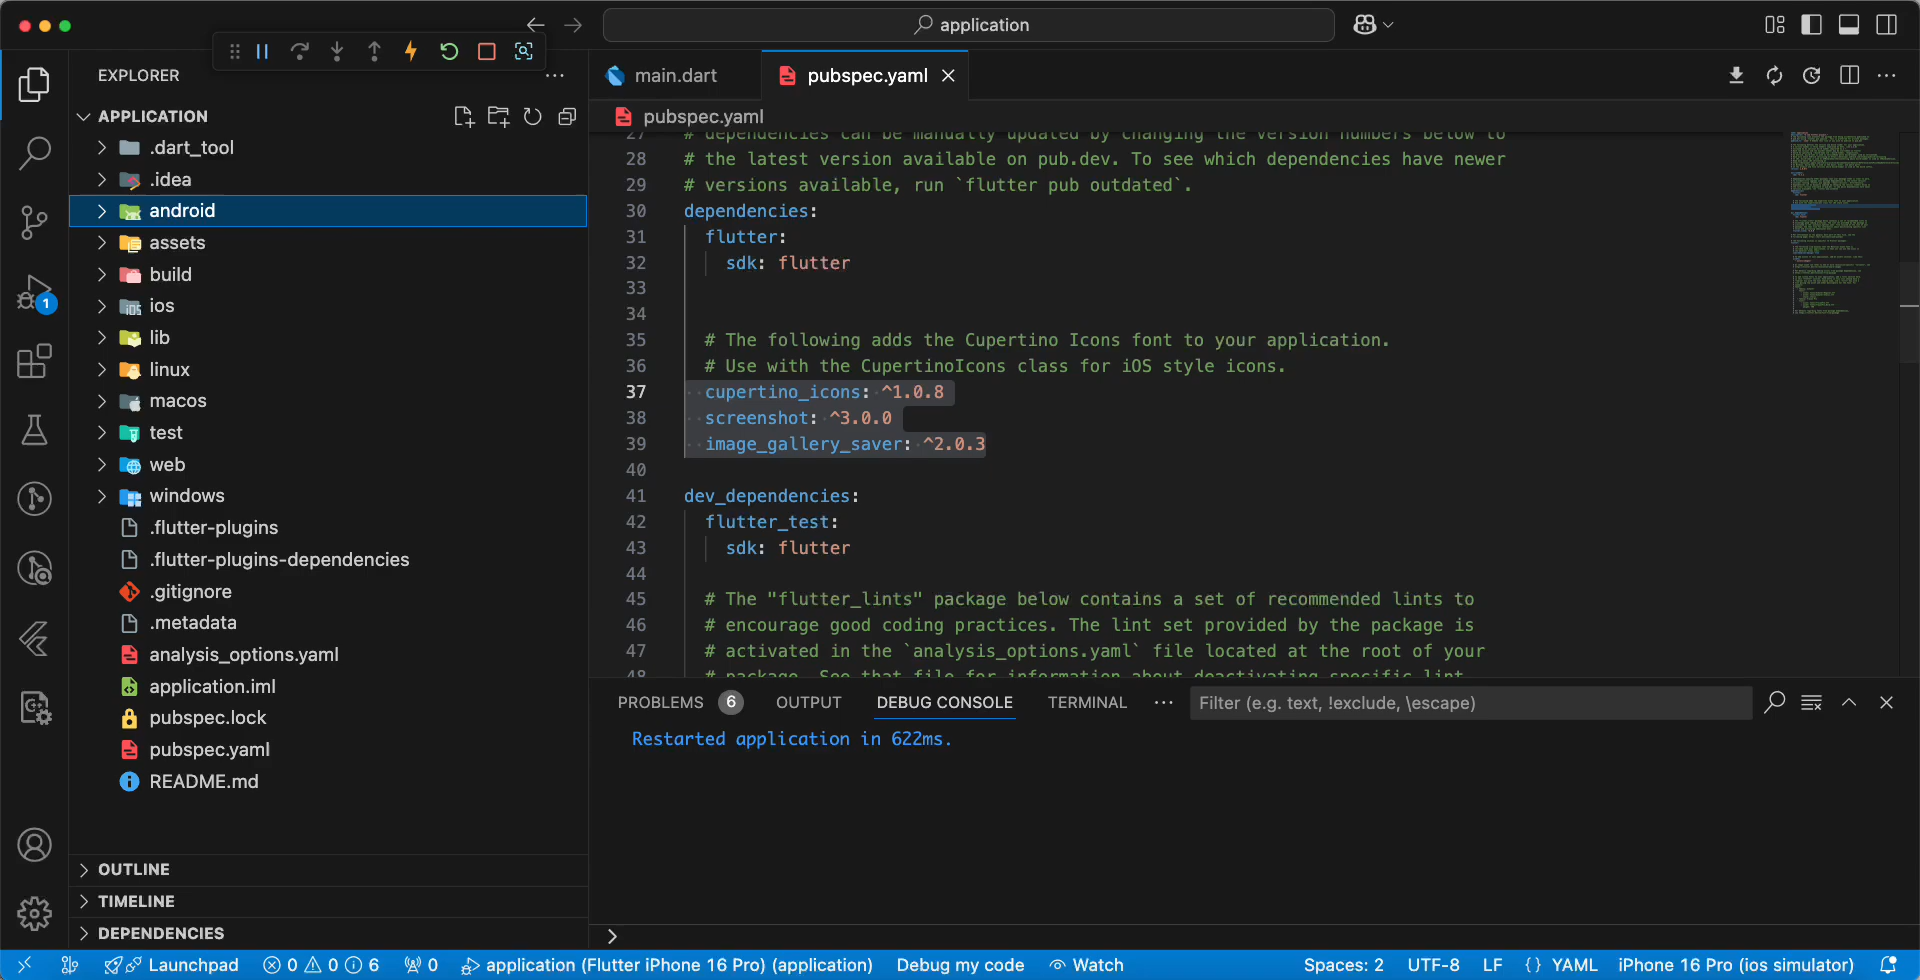 application
EXPLORER
APPLICATION
.dart_tool
.idea
android
assets
build
ios
lib
linux
macos
test
web
windows
.flutter-plugins
.flutter-plugins-dependencies
.gitignore
.metadata
analysis_options.yaml
application.iml
pubspec.lock
pubspec.yaml
README.md
OUTLINE
TIMELINE
DEPENDENCIES
1
main.dart
pubspec.yaml
pubspec.yaml
27 # dependencies can be manually updated by changing the version numbers below to
28 # the latest version available on pub.dev. To see which dependencies have newer
29 # versions available, run `flutter pub outdated`.
30 dependencies:
31 flutter:
32 sdk: flutter
33
34
35 # The following adds the Cupertino Icons font to your application.
36 # Use with the CupertinoIcons class for iOS style icons.
37 cupertino_icons: ^1.0.8
38 screenshot: ^3.0.0
39 image_gallery_saver: ^2.0.3
40
41 dev_dependencies:
42 flutter_test:
43 sdk: flutter
44
45 # The "flutter_lints" package below contains a set of recommended lints to
46 # encourage good coding practices. The lint set provided by the package is
47 # activated in the `analysis_options.yaml` file located at the root of your
48 # package. See that file for information about deactivating specific lint
PROBLEMS 6 OUTPUT DEBUG CONSOLE TERMINAL Filter (e.g. text, !exclude, \escape)
Restarted application in 622ms.
Launchpad 0 0 6 0 application (Flutter iPhone 16 Pro) (application) Debug my code Watch Spaces: 2 UTF-8 LF {} YAML iPhone 16 Pro (ios simulator)